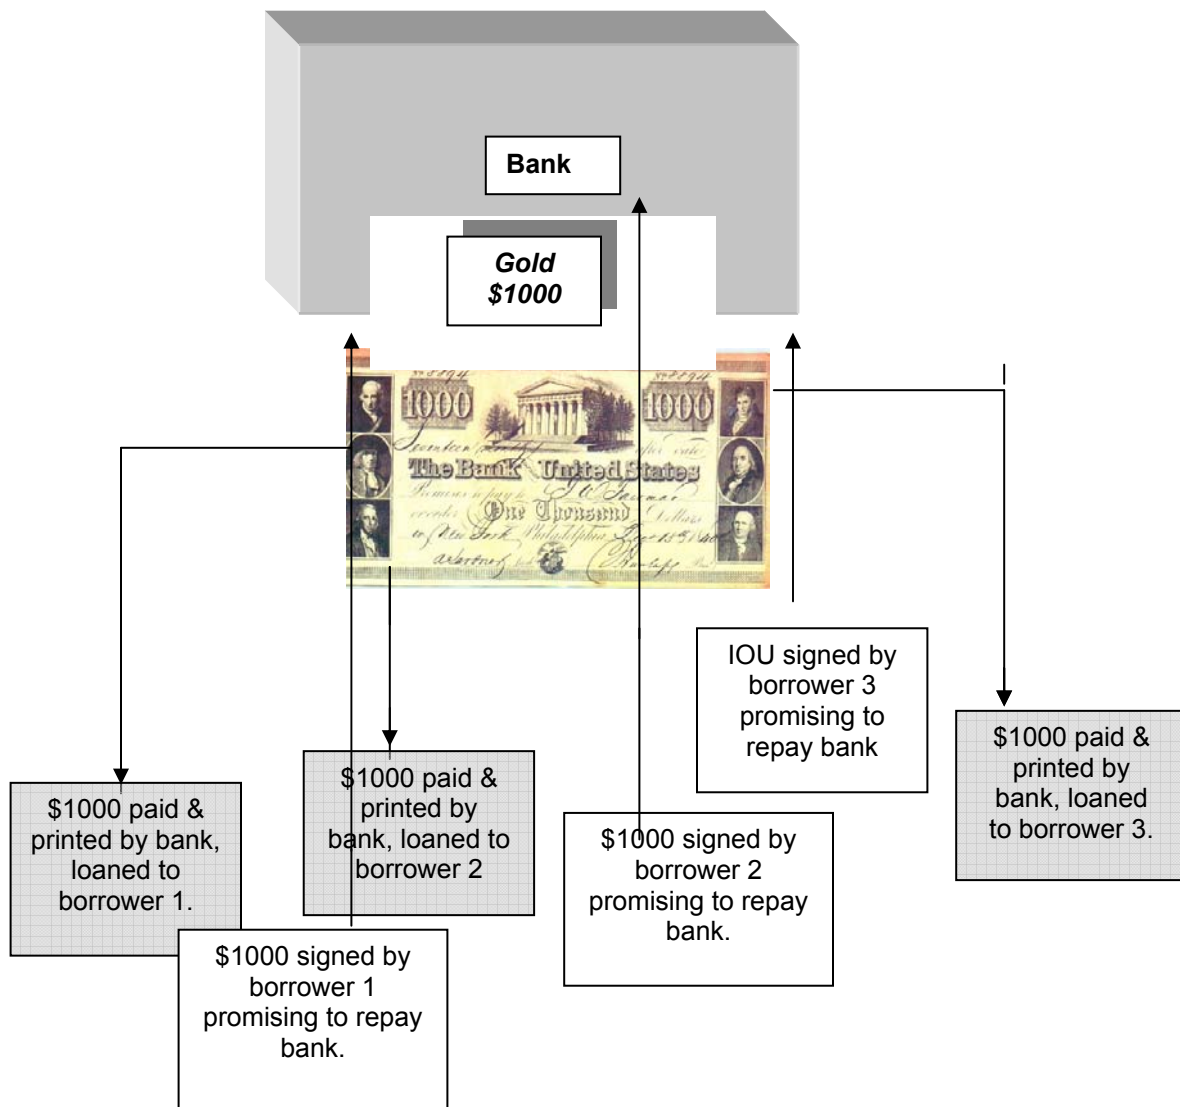 Bank
Gold
$1000
1000
1000
The Bank United States
One Thousand
IOU signed by
borrower 3
promising to
repay bank
$1000 paid &
printed by
bank, loaned
to borrower 3.
$1000 paid &
printed by
bank, loaned to
borrower 2
$1000 paid &
printed by bank,
loaned to
borrower 1.
$1000 signed by
borrower 2
promising to repay
bank.
$1000 signed by
borrower 1
promising to repay
bank.